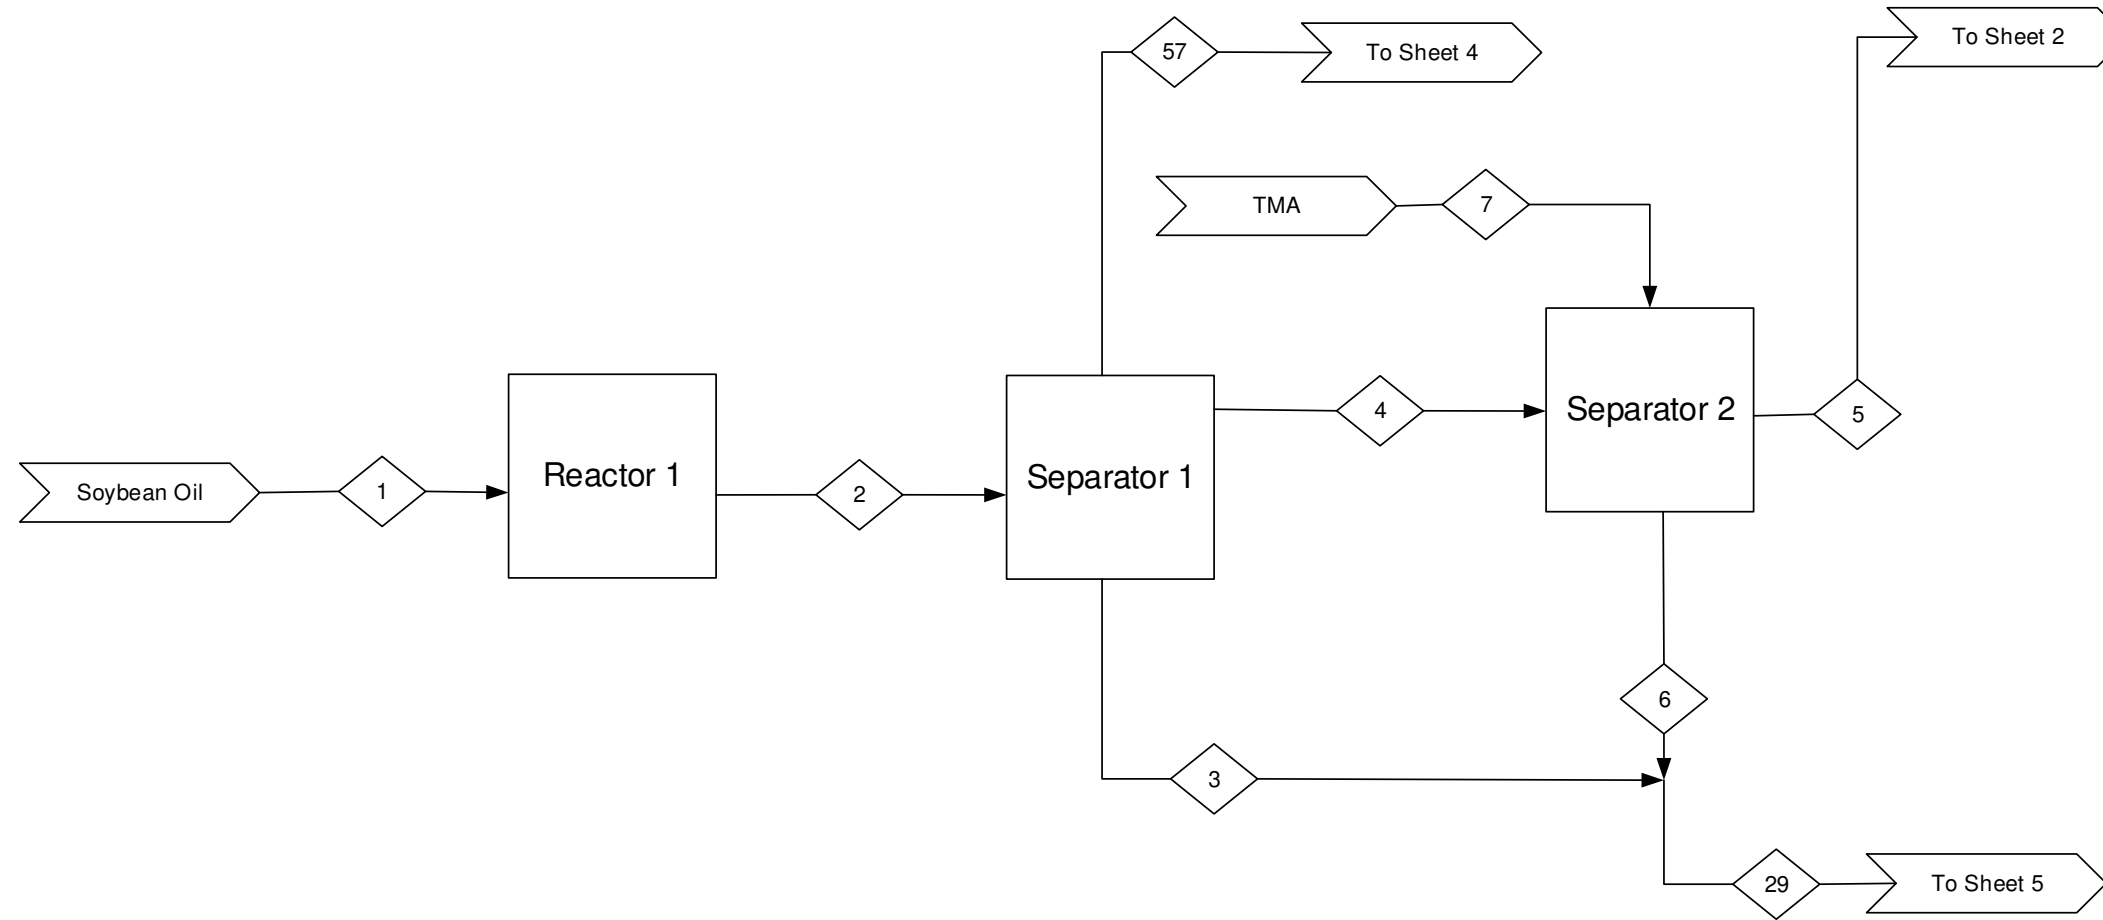 To Sheet 2
57
To Sheet 4
TMA
7
4
Separator 2
5
Soybean Oil
1
Reactor 1
2
Separator 1
6
3
29
To Sheet 5